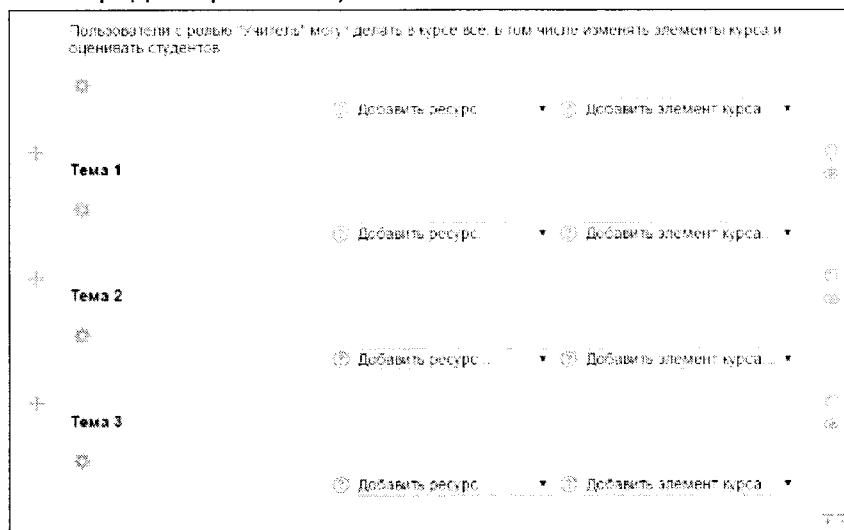 Пользователи с ролью "Учитель" могут делать в курсе все, в том числе изменять элементы курса и
оценивать студентов
Добавить ресурс... Добавить элемент курса...
Тема 1
Добавить ресурс... Добавить элемент курса...
Тема 2
Добавить ресурс... Добавить элемент курса...
Тема 3
Добавить ресурс... Добавить элемент курса...